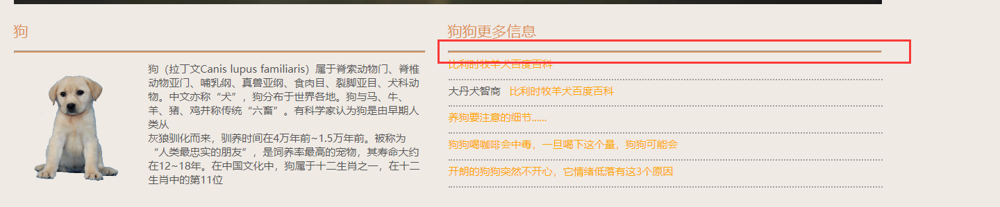 狗
狗（拉丁文Canis lupus familiaris）属于脊索动物门、脊椎
动物亚门、哺乳纲、真兽亚纲、食肉目、裂脚亚目、犬科动
物。中文亦称“犬”，狗分布于世界各地。狗与马、牛、
羊、猪、鸡并称传统“六畜”。有科学家认为狗是由早期人
类从
灰狼驯化而来，驯养时间在4万年前~1.5万年前。被称为
“人类最忠实的朋友”，是饲养率最高的宠物，其寿命大约
在12~18年。在中国文化中，狗属于十二生肖之一，在十二
生肖中的第11位
狗狗更多信息
比利时牧羊犬百度百科
大丹犬智商 比利时牧羊犬百度百科
养狗要注意的细节......
狗狗喝咖啡会中毒，一旦喝下这个量，狗狗可能会
开朗的狗狗突然不开心，它情绪低落有这3个原因